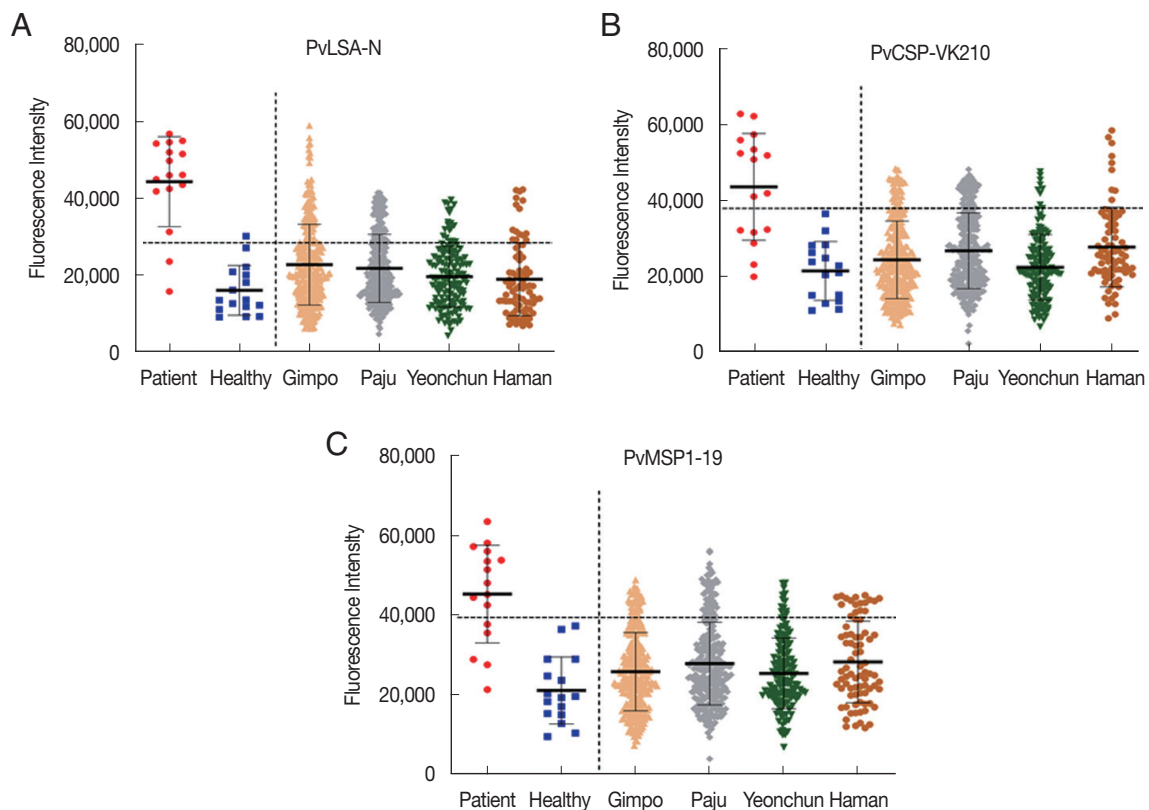 A
PvLSA-N
Fluorescence Intensity
80,000
60,000
40,000
20,000
0
Patient Healthy Gimpo Paju Yeonchun Haman
B
PvCSP-VK210
Fluorescence Intensity
80,000
60,000
40,000
20,000
0
Patient Healthy Gimpo Paju Yeonchun Haman
C
PvMSP1-19
Fluorescence Intensity
80,000
60,000
40,000
20,000
0
Patient Healthy Gimpo Paju Yeonchun Haman